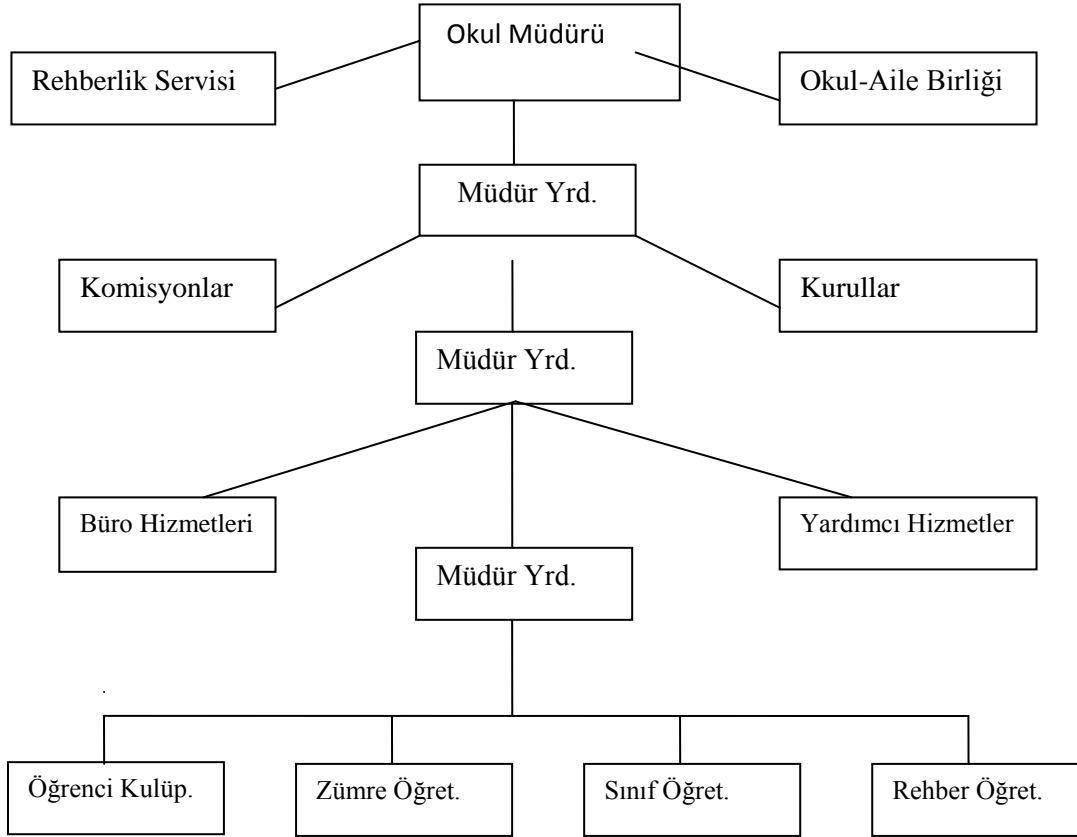 Okul Müdürü
Rehberlik Servisi
Okul-Aile Birliği
Müdür Yrd.
Komisyonlar
Kurullar
Müdür Yrd.
Büro Hizmetleri
Yardımcı Hizmetler
Müdür Yrd.
Öğrenci Kulüp.
Zümre Öğret.
Sınıf Öğret.
Rehber Öğret.